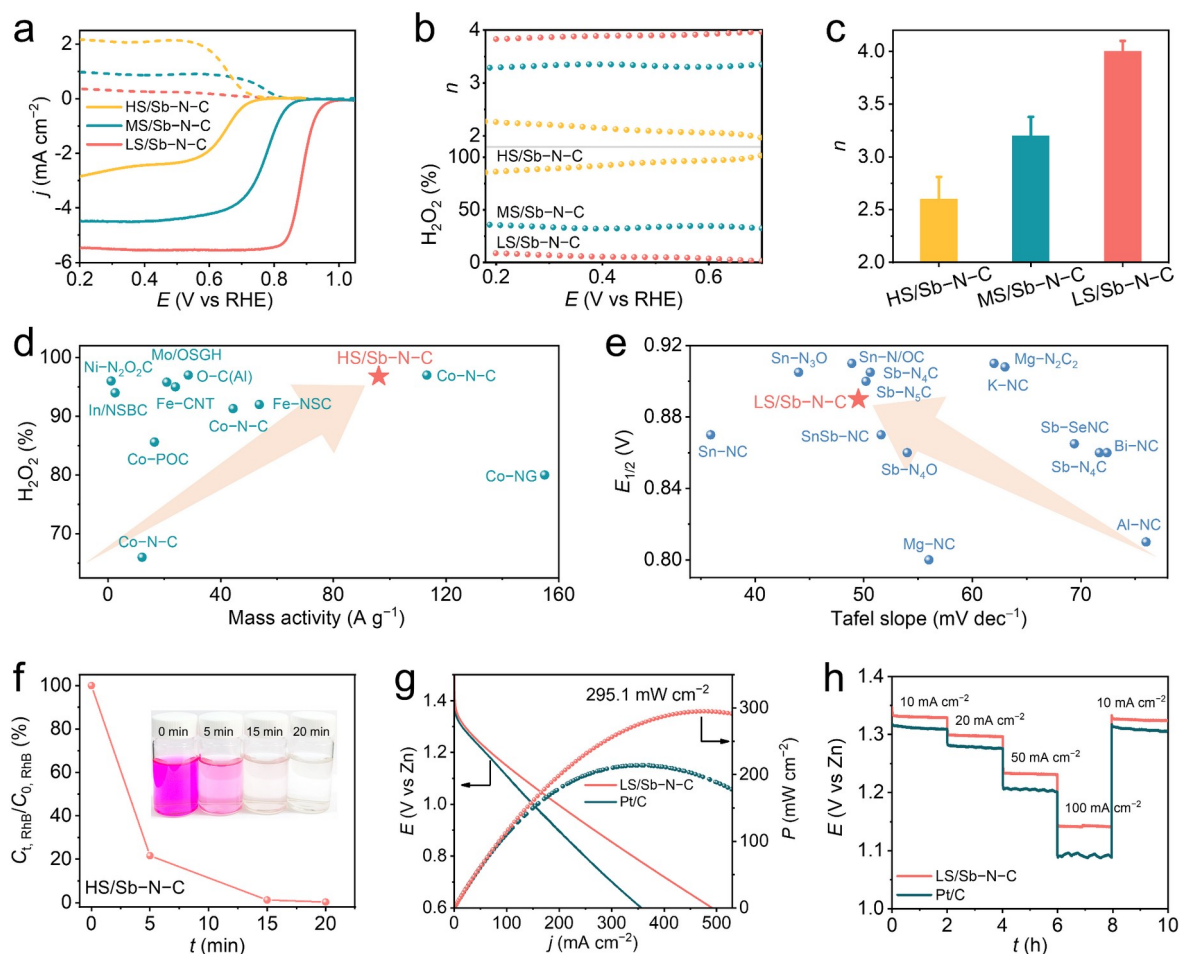 a
2
0
-2
-4
-6
j (mA cm⁻²)
HS/Sb−N−C
MS/Sb−N−C
LS/Sb−N−C
0.2
0.4
0.6
0.8
1.0
E (V vs RHE)
b
4
n
2
100
50
0
H₂O₂ (%)
HS/Sb−N−C
MS/Sb−N−C
LS/Sb−N−C
0.2
0.4
0.6
E (V vs RHE)
c
4.0
3.5
3.0
2.5
2.0
n
HS/Sb−N−C
MS/Sb−N−C
LS/Sb−N−C
d
100
90
80
70
H₂O₂ (%)
Mo/OSGH
HS/Sb−N−C
Ni−N₂O₂C
O−C(Al)
Co−N−C
In/NSBC
Fe−CNT
Fe−NSC
Co−N−C
Co−POC
Co−NG
Co−N−C
0
40
80
120
160
Mass activity (A g⁻¹)
e
0.92
0.88
0.84
0.80
E₁/₂ (V)
Sn−N₃O
Sn−N/OC
Mg−N₂C₂
Sb−N₄C
K−NC
Sb−N₅C
LS/Sb−N−C
Sn−NC
SnSb−NC
Sb−SeNC
Sb−N₄O
Bi−NC
Sb−N₄C
Al−NC
Mg−NC
40
50
60
70
Tafel slope (mV dec⁻¹)
f
100
80
60
40
20
0
Cₜ, RhB/C₀, RhB (%)
0 min
5 min
15 min
20 min
HS/Sb−N−C
0
5
10
15
20
t (min)
g
295.1 mW cm⁻²
1.4
1.2
1.0
0.8
0.6
E (V vs Zn)
LS/Sb−N−C
Pt/C
300
200
100
0
P (mW cm⁻²)
0
100
200
300
400
500
j (mA cm⁻²)
h
1.4
1.3
1.2
1.1
1.0
E (V vs Zn)
10 mA cm⁻²
10 mA cm⁻²
20 mA cm⁻²
50 mA cm⁻²
100 mA cm⁻²
LS/Sb−N−C
Pt/C
0
2
4
6
8
10
t (h)